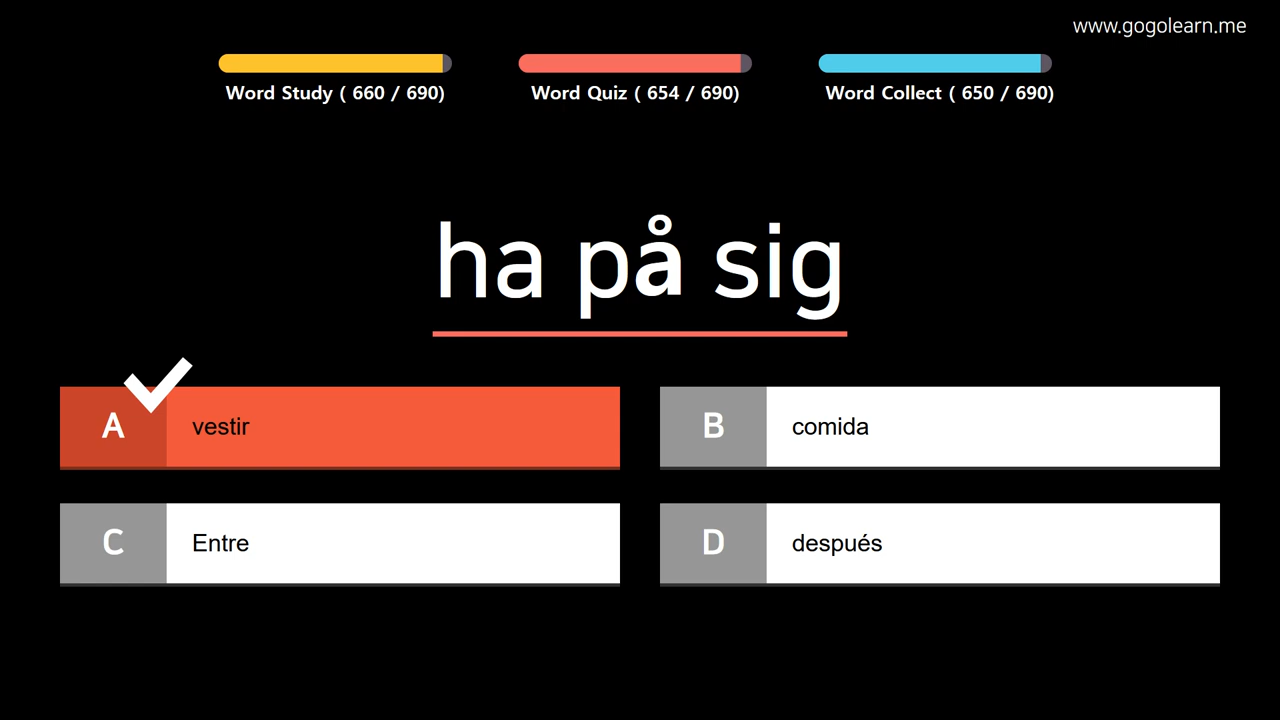 www.gogolearn.me
Word Study ( 660 / 690)
Word Quiz ( 654 / 690)
Word Collect ( 650 / 690)
ha på sig
A
vestir
B
comida
C
Entre
D
después